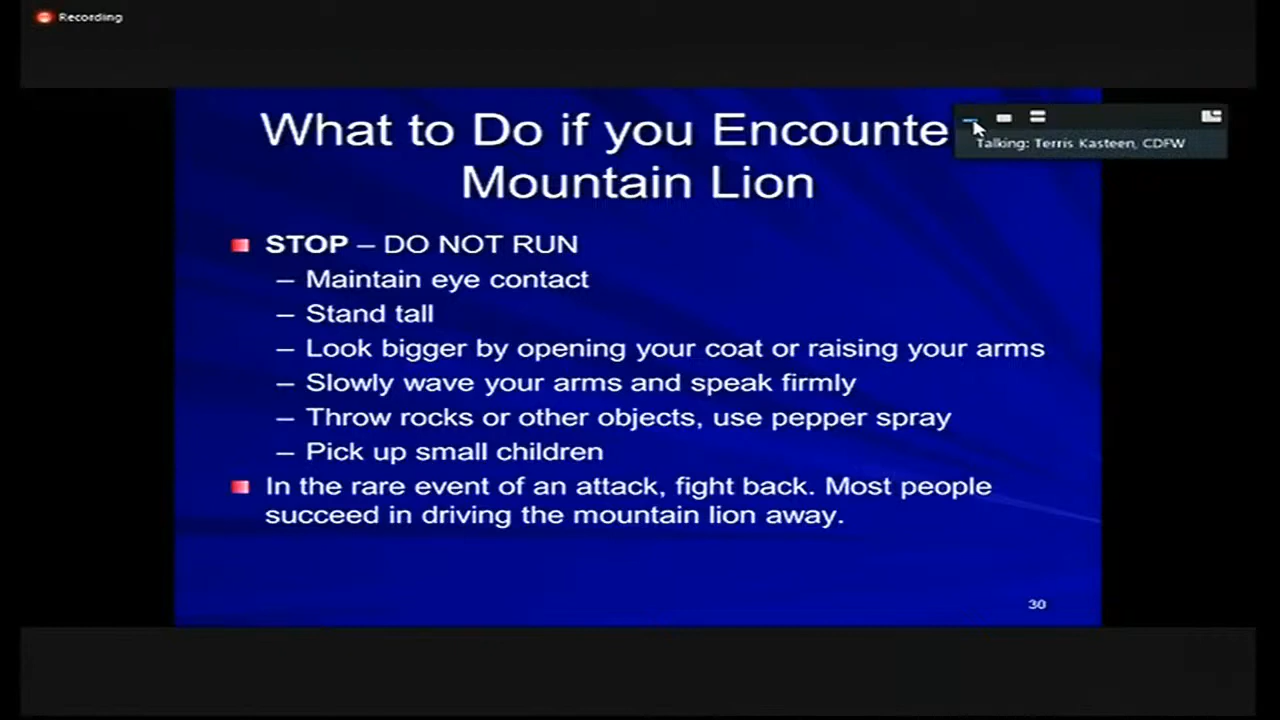 Recording
What to Do if you Encounte
Talking: Terris Kasteen, CDFW
Mountain Lion
STOP – DO NOT RUN
– Maintain eye contact
– Stand tall
– Look bigger by opening your coat or raising your arms
– Slowly wave your arms and speak firmly
– Throw rocks or other objects, use pepper spray
– Pick up small children
In the rare event of an attack, fight back. Most people
succeed in driving the mountain lion away.
30